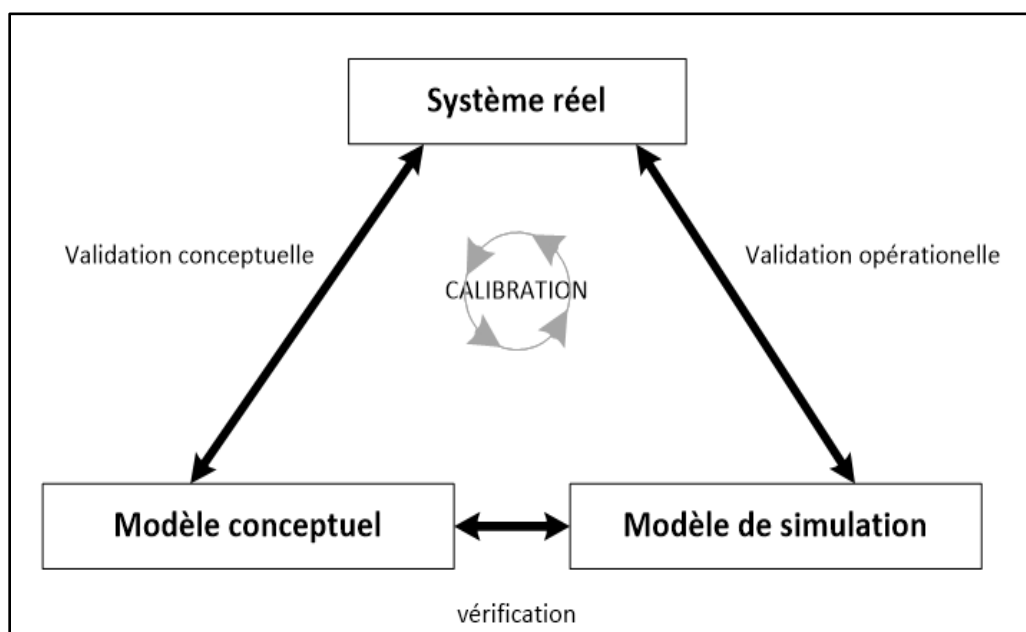 Système réel
Validation conceptuelle
Validation opérationelle
CALIBRATION
Modèle conceptuel
Modèle de simulation
vérification